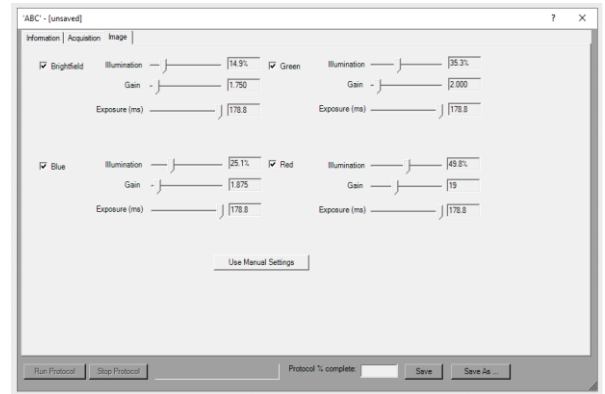 'ABC' - [unsaved] ? X
Information Acquisition Image
Brightfield Illumination 14.9% Green Illumination 35.3%
Gain 1.750 Gain 2.000
Exposure (ms) 178.8 Exposure (ms) 178.8
Blue Illumination 25.1% Red Illumination 49.8%
Gain 1.875 Gain 19
Exposure (ms) 178.8 Exposure (ms) 178.8
Use Manual Settings
Run Protocol Stop Protocol Protocol % complete: Save Save As ...